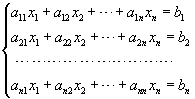 a₁₁x₁ + a₁₂x₂ + ⋯ + a₁ₙxₙ = b₁
a₂₁x₁ + a₂₂x₂ + ⋯ + a₂ₙxₙ = b₂
⋯⋯⋯⋯⋯⋯⋯⋯⋯⋯
aₙ₁x₁ + aₙ₂x₂ + ⋯ + aₙₙxₙ = bₙ